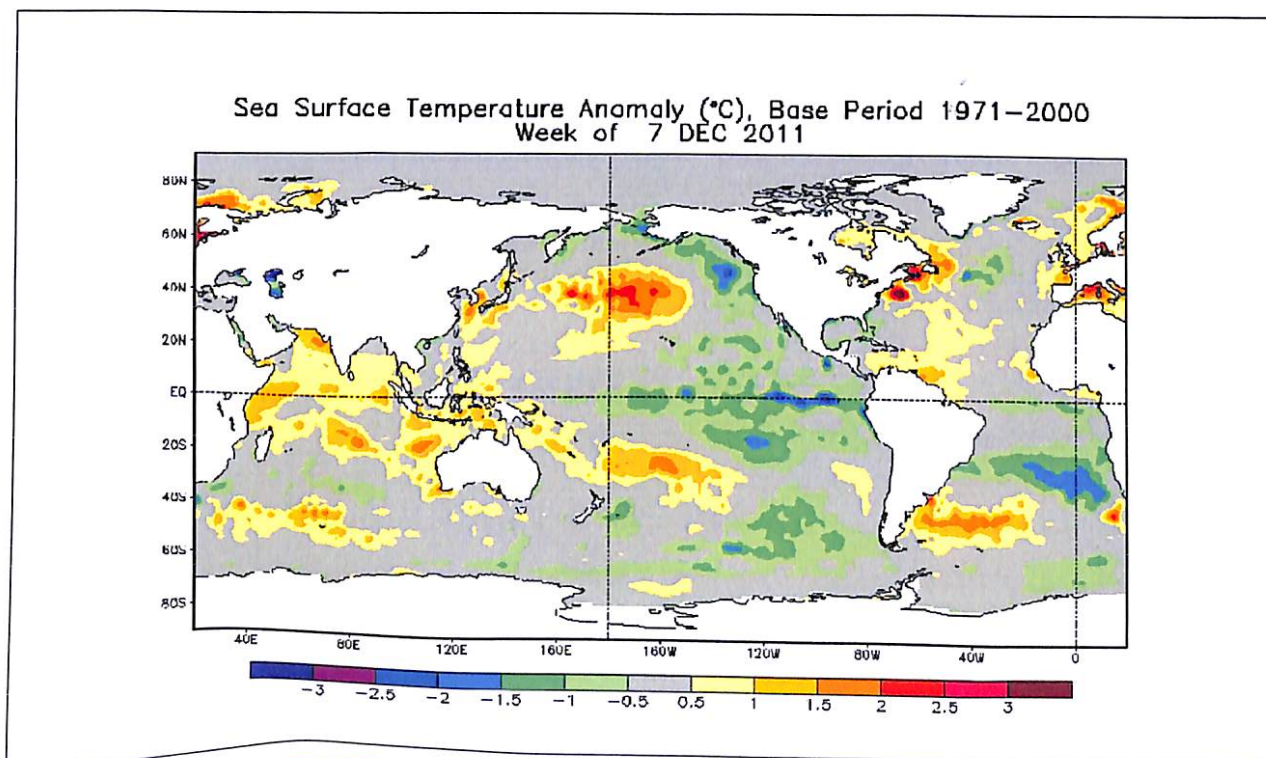 Sea Surface Temperature Anomaly (°C), Base Period 1971-2000
Week of 7 DEC 2011
80N
60N
40N
20N
EQ
20S
40S
60S
80S
40E 80E 120E 160E 160W 120W 80W 40W 0
-3 -2.5 -2 -1.5 -1 -0.5 0.5 1 1.5 2 2.5 3